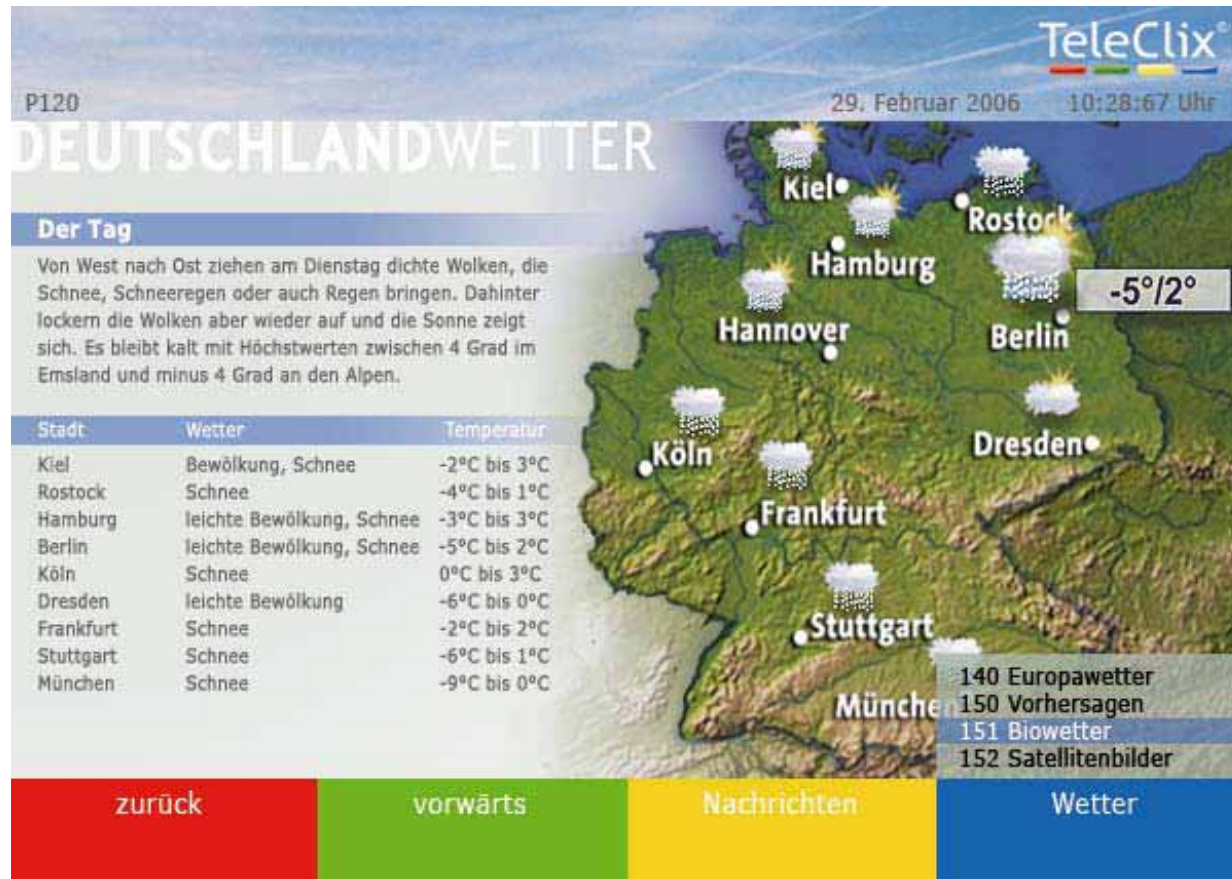 TeleClix
P120
29. Februar 2006 10:28:67 Uhr
DEUTSCHLANDWETTER
Der Tag
Von West nach Ost ziehen am Dienstag dichte Wolken, die
Schnee, Schneeregen oder auch Regen bringen. Dahinter
lockern die Wolken aber wieder auf und die Sonne zeigt
sich. Es bleibt kalt mit Höchstwerten zwischen 4 Grad im
Emsland und minus 4 Grad an den Alpen.
Stadt Wetter Temperatur
Kiel Bewölkung, Schnee -2°C bis 3°C
Rostock Schnee -4°C bis 1°C
Hamburg leichte Bewölkung, Schnee -3°C bis 3°C
Berlin leichte Bewölkung, Schnee -5°C bis 2°C
Köln Schnee 0°C bis 3°C
Dresden leichte Bewölkung -6°C bis 0°C
Frankfurt Schnee -2°C bis 2°C
Stuttgart Schnee -6°C bis 1°C
München Schnee -9°C bis 0°C
Kiel
Rostock
Hamburg
-5°/2°
Hannover
Berlin
Köln
Dresden
Frankfurt
Stuttgart
Münche
140 Europawetter
150 Vorhersagen
151 Biowetter
152 Satellitenbilder
zurück
vorwärts
Nachrichten
Wetter